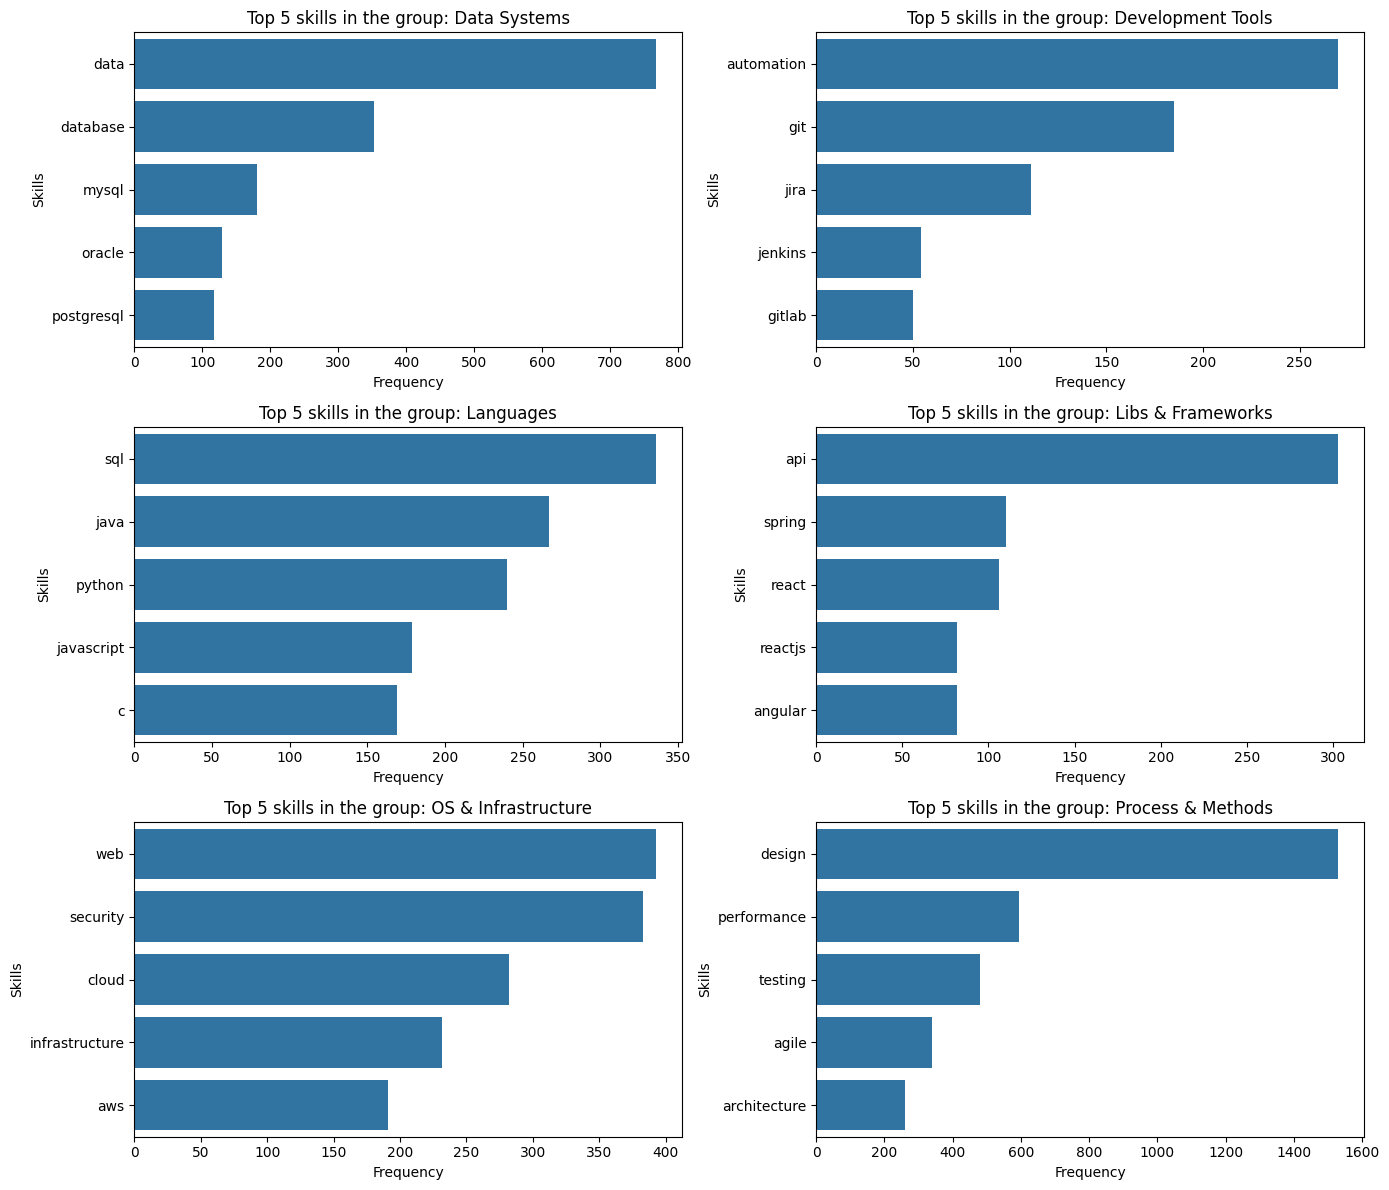 Top 5 skills in the group: Data Systems
Skills
data
database
mysql
oracle
postgresql
0 100 200 300 400 500 600 700 800
Frequency
Top 5 skills in the group: Development Tools
Skills
automation
git
jira
jenkins
gitlab
0 50 100 150 200 250
Frequency
Top 5 skills in the group: Languages
Skills
sql
java
python
javascript
c
0 50 100 150 200 250 300 350
Frequency
Top 5 skills in the group: Libs & Frameworks
Skills
api
spring
react
reactjs
angular
0 50 100 150 200 250 300
Frequency
Top 5 skills in the group: OS & Infrastructure
Skills
web
security
cloud
infrastructure
aws
0 50 100 150 200 250 300 350 400
Frequency
Top 5 skills in the group: Process & Methods
Skills
design
performance
testing
agile
architecture
0 200 400 600 800 1000 1200 1400 1600
Frequency